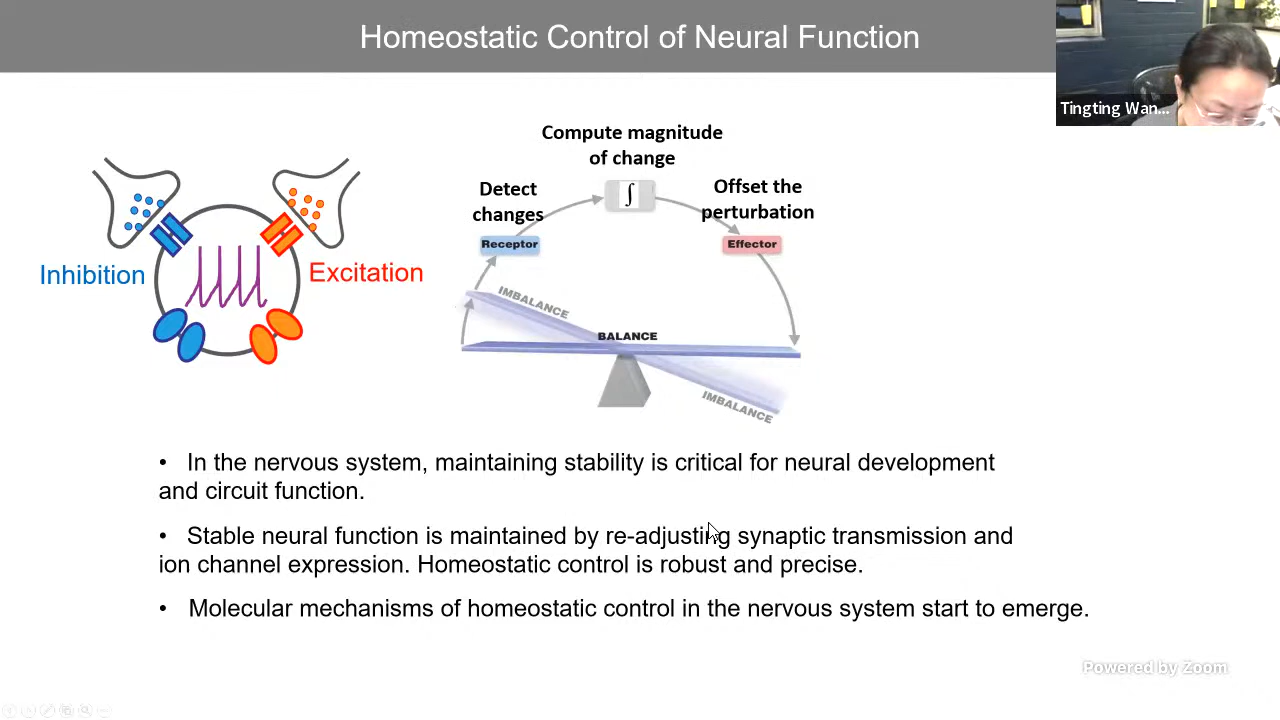 Homeostatic Control of Neural Function
Tingting Wan...
Compute magnitude
of change
Detect
changes
∫
Offset the
perturbation
Receptor
Effector
Inhibition
Excitation
IMBALANCE
BALANCE
IMBALANCE
• In the nervous system, maintaining stability is critical for neural development
and circuit function.
• Stable neural function is maintained by re-adjusting synaptic transmission and
ion channel expression. Homeostatic control is robust and precise.
• Molecular mechanisms of homeostatic control in the nervous system start to emerge.
Powered by Zoom